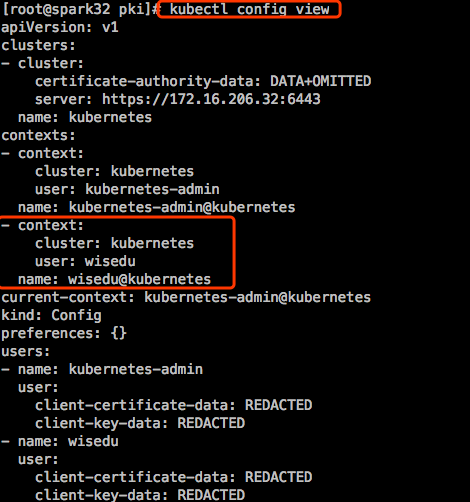 [root@spark32 pki]# kubectl config view
apiVersion: v1
clusters:
- cluster:
    certificate-authority-data: DATA+OMITTED
    server: https://172.16.206.32:6443
  name: kubernetes
contexts:
- context:
    cluster: kubernetes
    user: kubernetes-admin
  name: kubernetes-admin@kubernetes
- context:
    cluster: kubernetes
    user: wisedu
  name: wisedu@kubernetes
current-context: kubernetes-admin@kubernetes
kind: Config
preferences: {}
users:
- name: kubernetes-admin
  user:
    client-certificate-data: REDACTED
    client-key-data: REDACTED
- name: wisedu
  user:
    client-certificate-data: REDACTED
    client-key-data: REDACTED